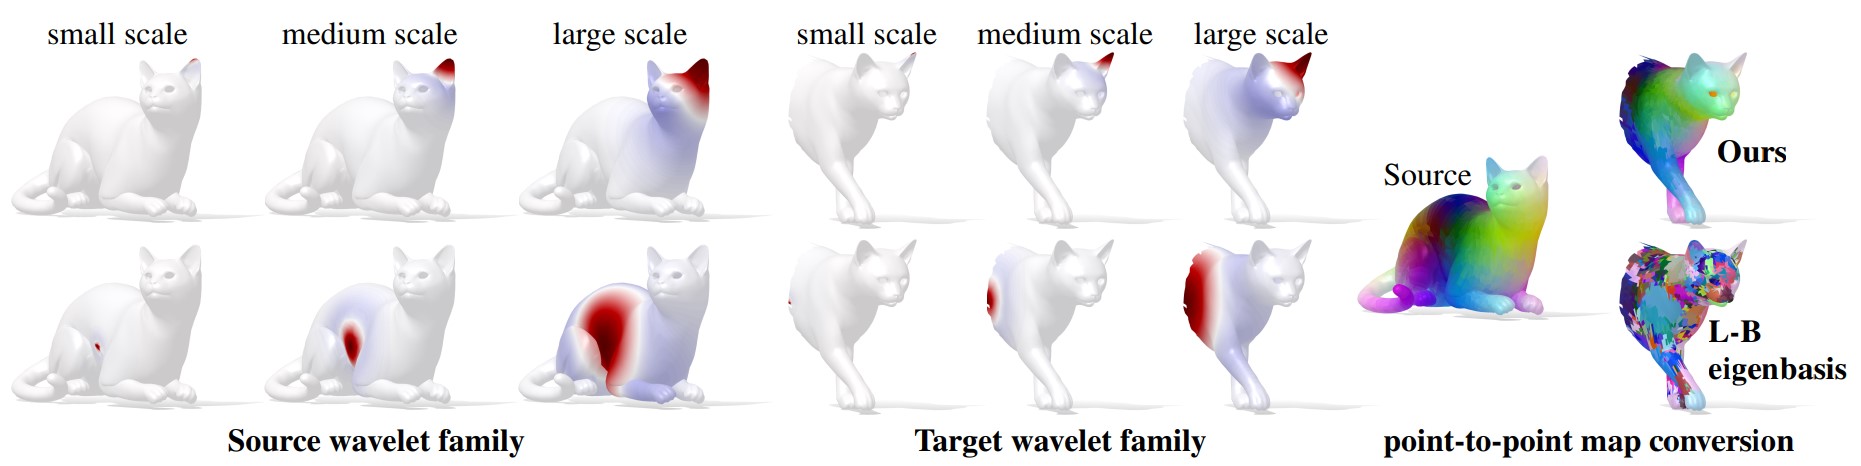 small scale medium scale large scale small scale medium scale large scale
Source
Ours
L-B
eigenbasis
Source wavelet family Target wavelet family point-to-point map conversion